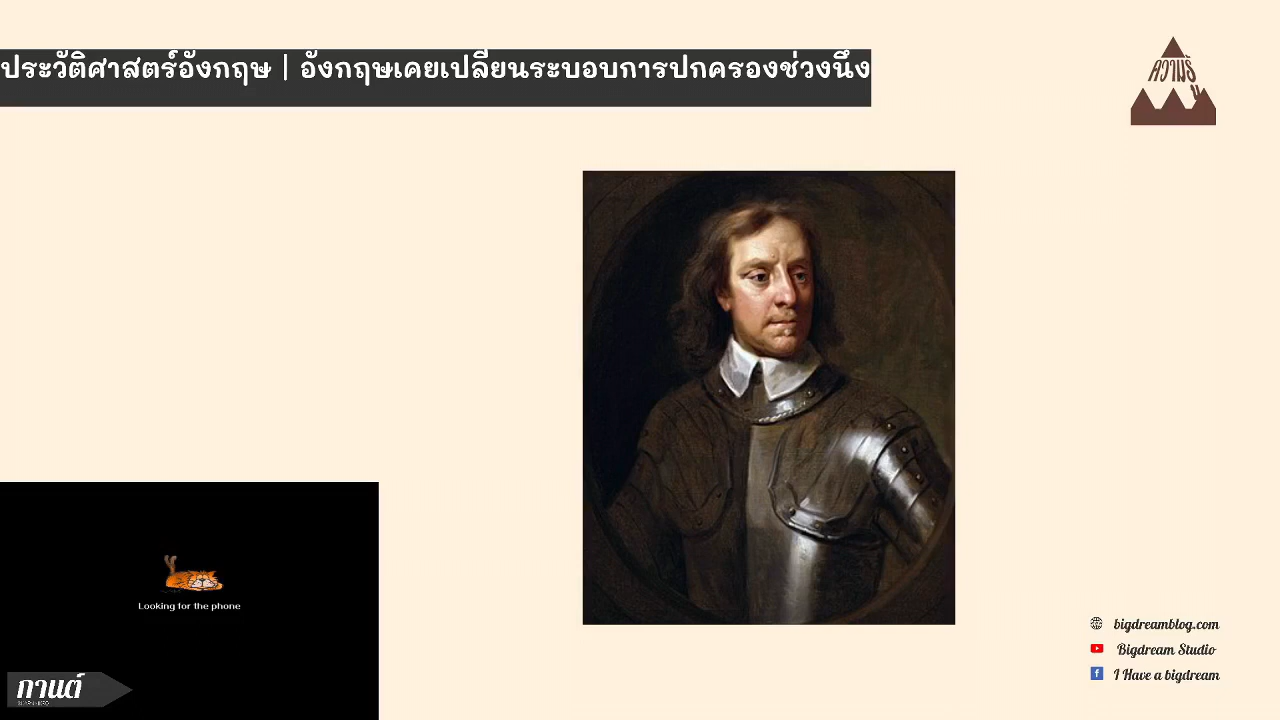 ประวัติศาสตร์อังกฤษ | อังกฤษเคยเปลี่ยนระบอบการปกครองช่วงนึง
ความรู้
Looking for the phone
กานต์
bigdreamblog.com
Bigdream Studio
I Have a bigdream